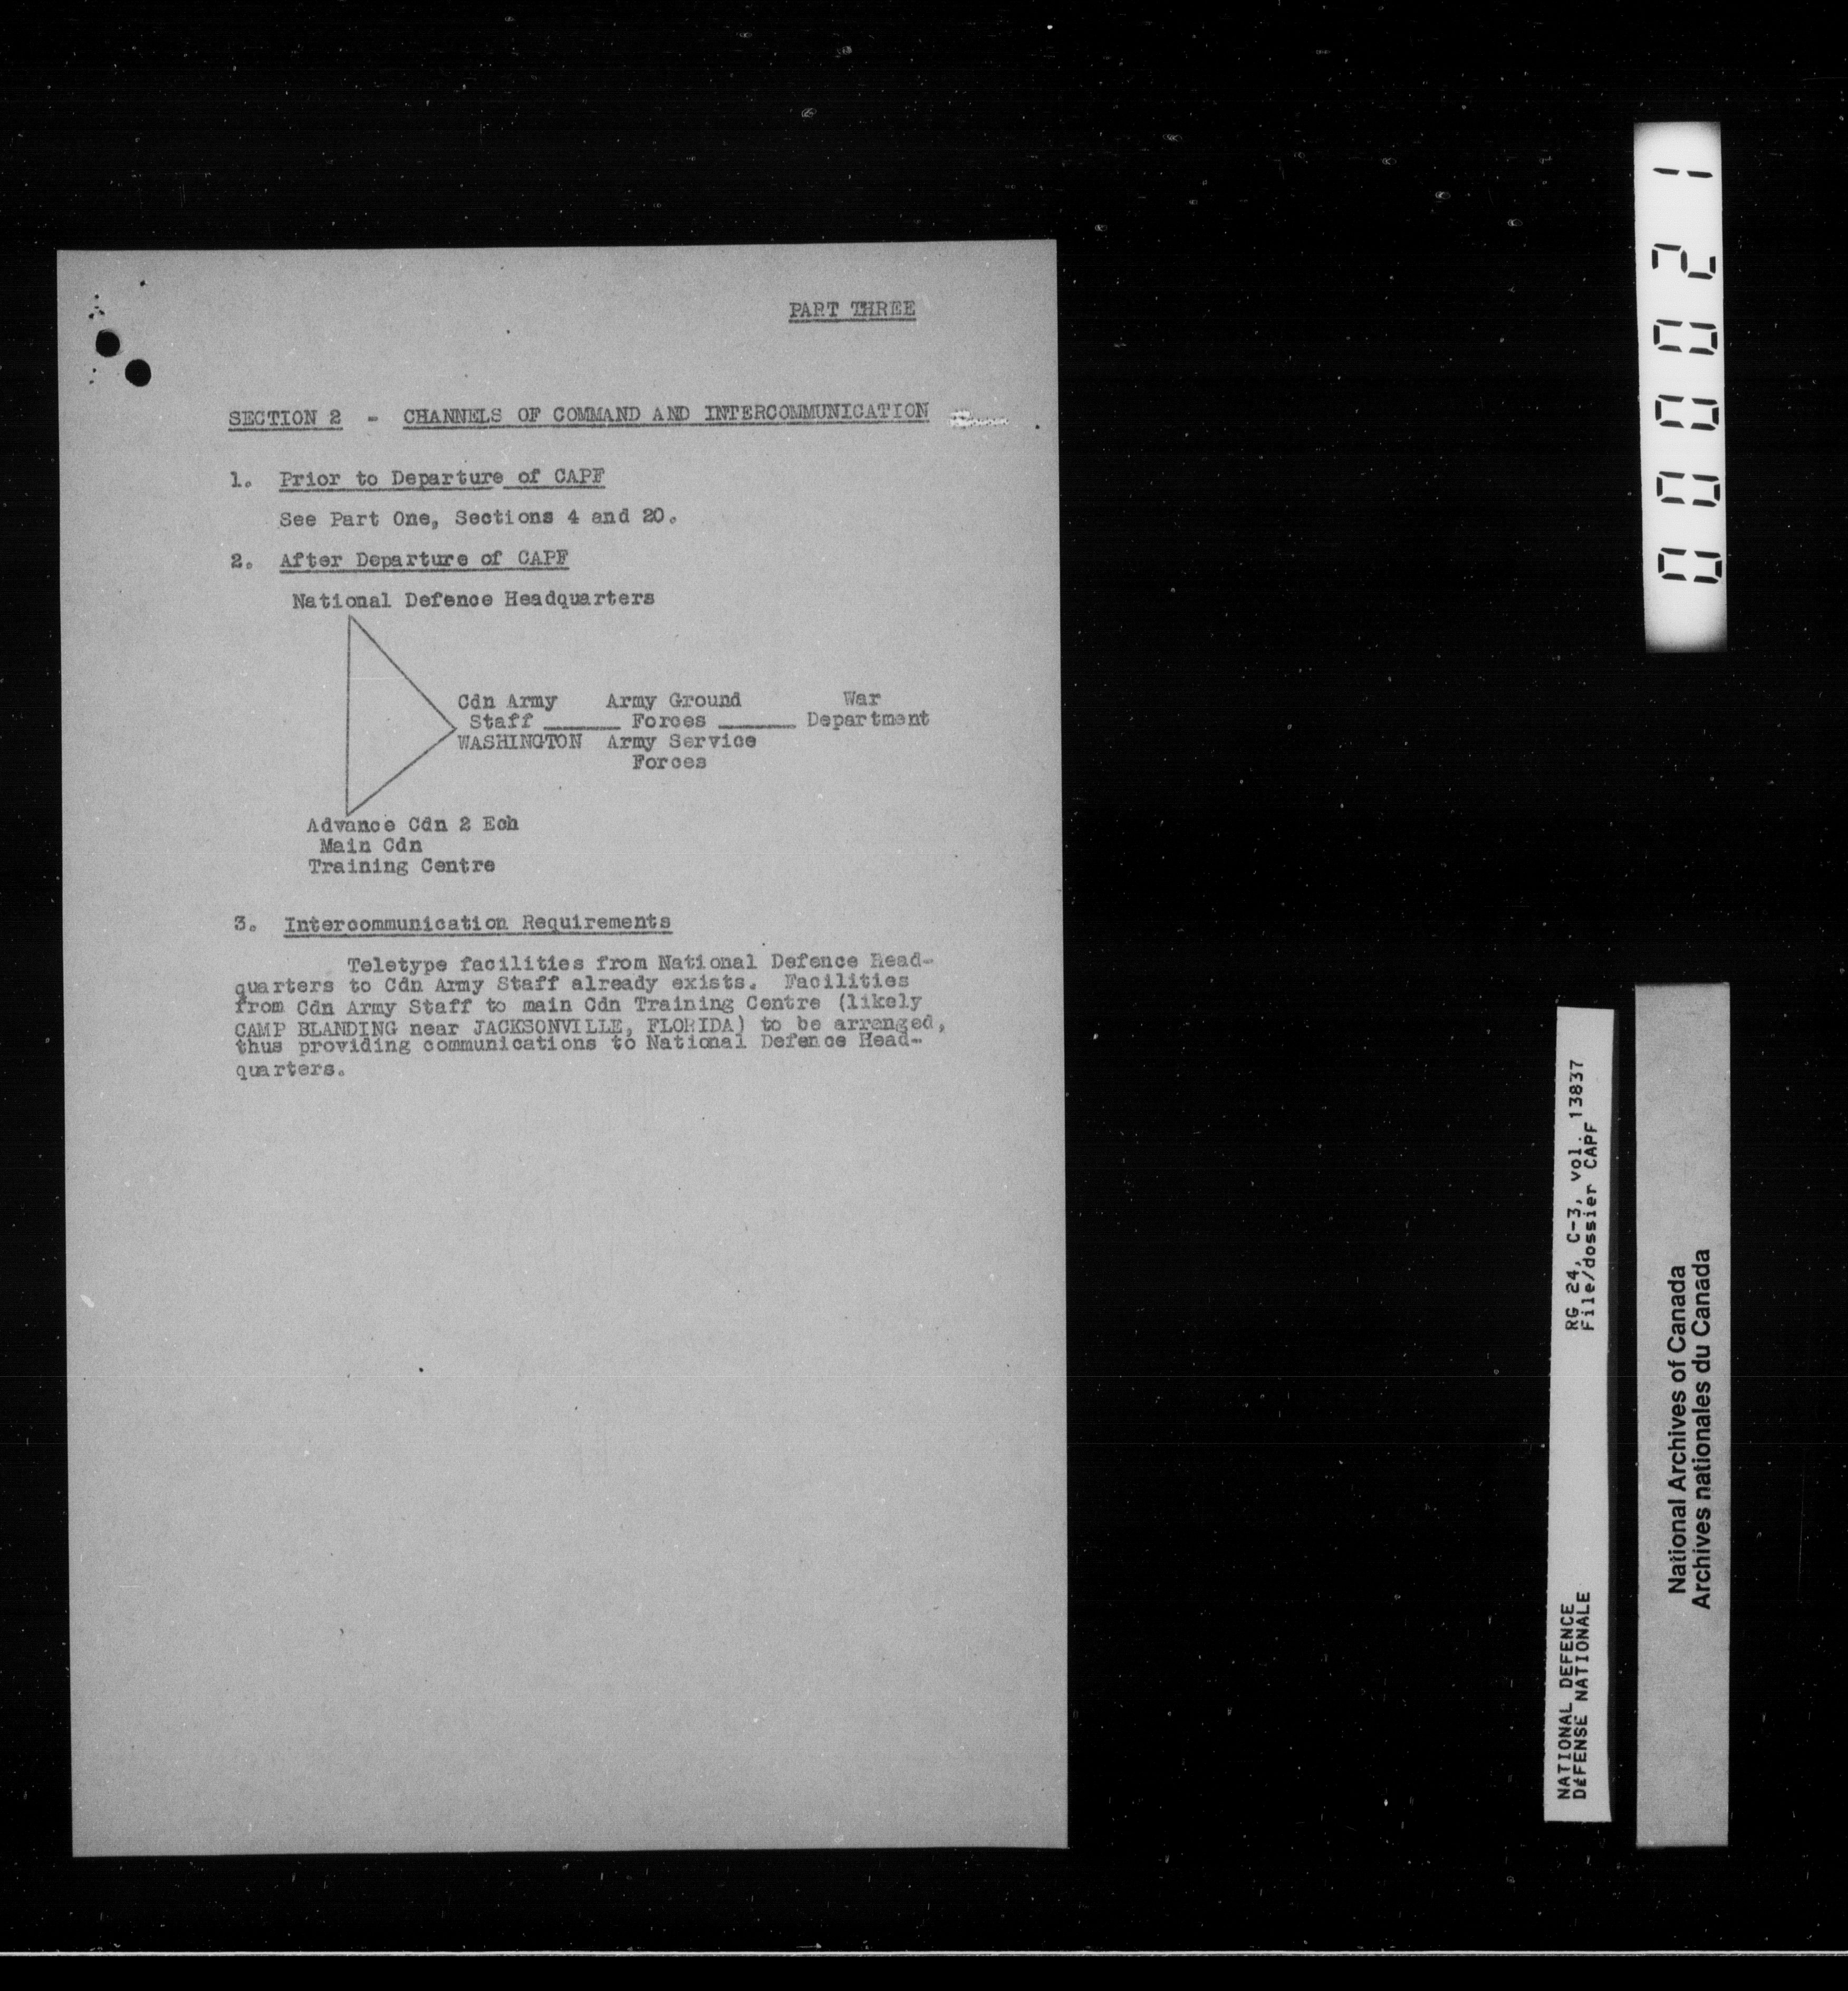 PART THREE
SECTION 2 - CHANNELS OF COMMAND AND INTERCOMMUNICATION
1. Prior to Departure of CAPF
See Part One, Sections 4 and 20.
2. After Departure of CAPF
National Defence Headquarters
Cdn Army Army Ground War
Staff ______ Forces ______ Department
WASHINGTON Army Service
Forces
Advance Cdn 2 Ech
Main Cdn
Training Centre
3. Intercommunication Requirements
Teletype facilities from National Defence Head-
quarters to Cdn Army Staff already exists. Facilities
from Cdn Army Staff to main Cdn Training Centre (likely
CAMP BLANDING near JACKSONVILLE, FLORIDA) to be arranged,
thus providing communications to National Defence Head-
quarters.
000021
RG 24, C-3, vol. 13837
File/dossier CAPF
NATIONAL DEFENCE
DéFENSE NATIONALE
National Archives of Canada
Archives nationales du Canada